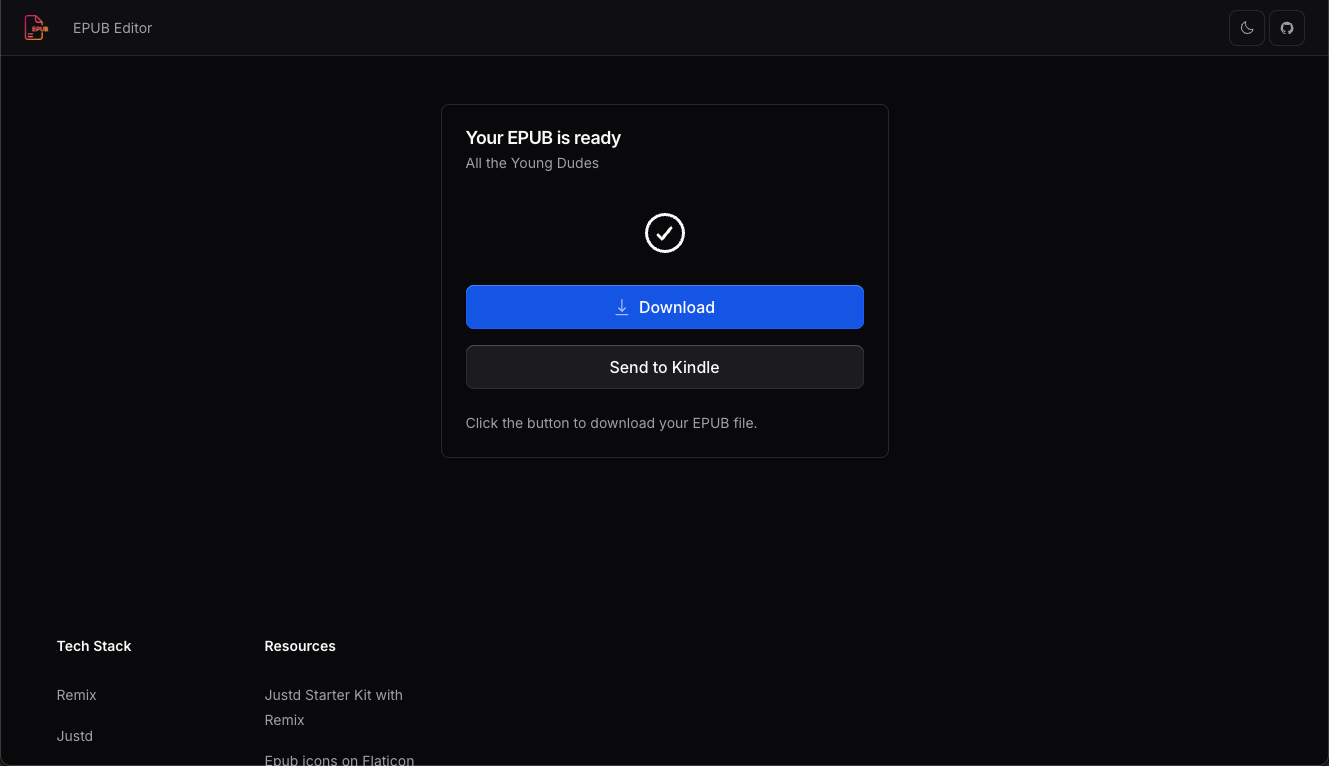 EPUB
EPUB Editor
Your EPUB is ready
All the Young Dudes
Download
Send to Kindle
Click the button to download your EPUB file.
Tech Stack
Resources
Remix
Justd Starter Kit with
Remix
Justd
Epub icons on Flaticon